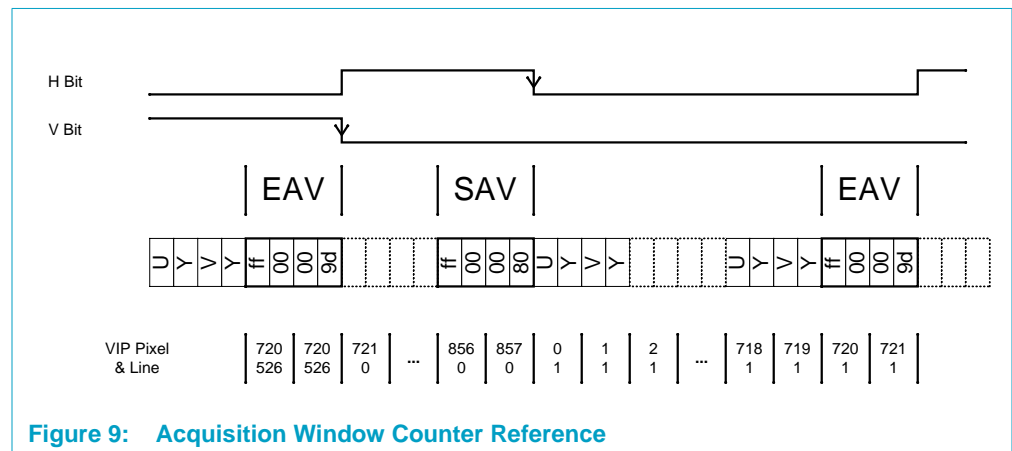 H Bit
V Bit
EAV SAV EAV
U Y V Y ff 00 00 9d ff 00 00 80 U Y V Y U Y V Y ff 00 00 9d
VIP Pixel 720 720 721 ... 856 857 0 1 2 ... 718 719 720 721
& Line 526 526 0 0 0 1 1 1 1 1 1 1
Figure 9: Acquisition Window Counter Reference